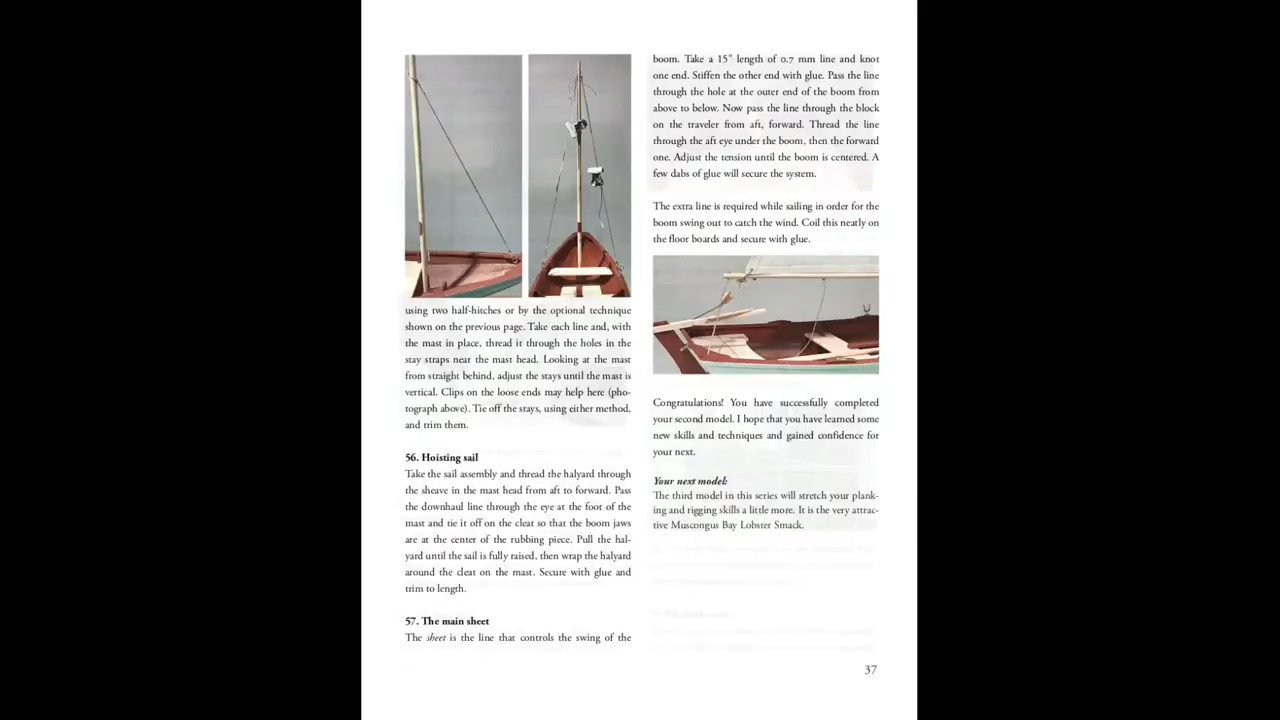 using two half-hitches or by the optional technique
shown on the previous page. Take each line and, with
the mast in place, thread it through the holes in the
stay straps near the mast head. Looking at the mast
from straight behind, adjust the stays until the mast is
vertical. Clips on the loose ends may help here (pho-
tograph above). Tie off the stays, using either method,
and trim them.
56. Hoisting sail
Take the sail assembly and thread the halyard through
the sheave in the mast head from aft to forward. Pass
the downhaul line through the eye at the foot of the
mast and tie it off on the cleat so that the boom jaws
are at the center of the rubbing piece. Pull the hal-
yard until the sail is fully raised, then wrap the halyard
around the cleat on the mast. Secure with glue and
trim to length.
57. The main sheet
The sheet is the line that controls the swing of the
boom. Take a 15" length of 0.7 mm line and knot
one end. Stiffen the other end with glue. Pass the line
through the hole at the outer end of the boom from
above to below. Now pass the line through the block
on the traveler from aft, forward. Thread the line
through the aft eye under the boom, then the forward
one. Adjust the tension until the boom is centered. A
few dabs of glue will secure the system.
The extra line is required while sailing in order for the
boom swing out to catch the wind. Coil this neatly on
the floor boards and secure with glue.
Congratulations! You have successfully completed
your second model. I hope that you have learned some
new skills and techniques and gained confidence for
your next.
Your next model:
The third model in this series will stretch your plank-
ing and rigging skills a little more. It is the very attrac-
tive Muscongus Bay Lobster Smack.
37